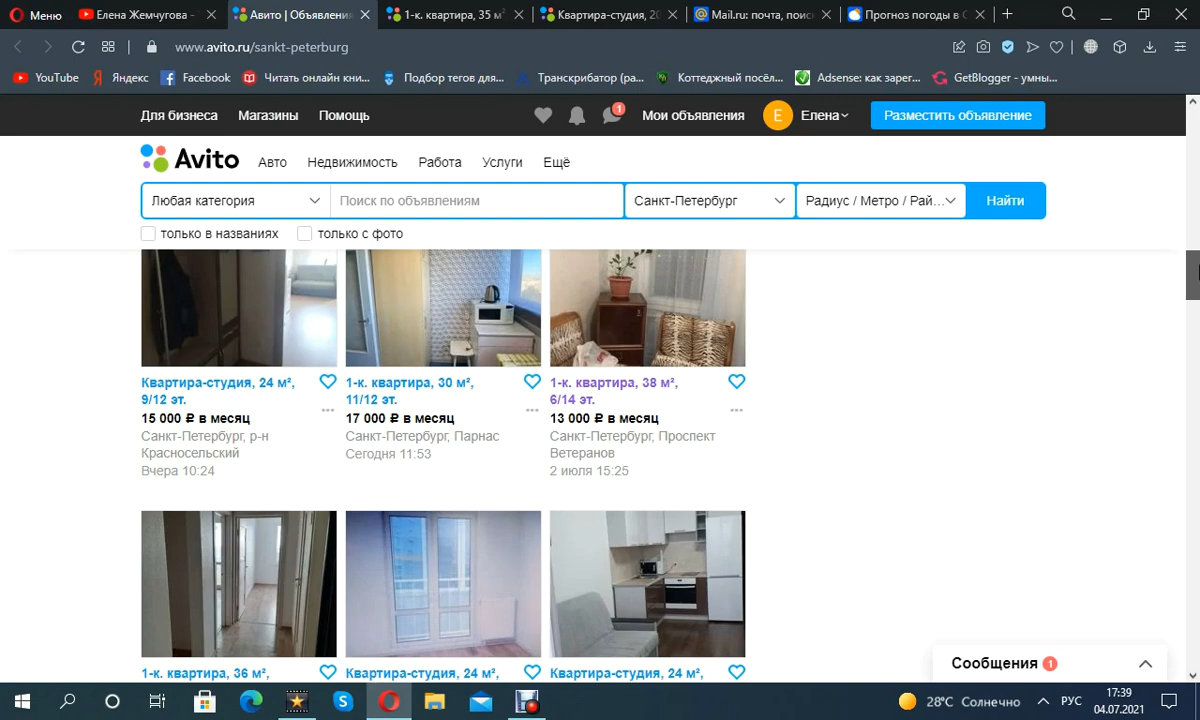 Меню
Елена Жемчугова -
Авито | Объявления
1-к. квартира, 35 м²
Квартира-студия, 20
Mail.ru: почта, поиск
Прогноз погоды в С
www.avito.ru/sankt-peterburg
YouTube
Яндекс
Facebook
Читать онлайн кни...
Подбор тегов для...
Транскрибатор (ра...
Коттеджный посёл...
Adsense: как зарег...
GetBlogger - умны...
Для бизнеса
Магазины
Помощь
1
Мои объявления
Е
Елена
Разместить объявление
Avito
Авто
Недвижимость
Работа
Услуги
Ещё
Любая категория
Поиск по объявлениям
Санкт-Петербург
Радиус / Метро / Рай...
Найти
только в названиях
только с фото
Квартира-студия, 24 м²,
9/12 эт.
15 000 ₽ в месяц
Санкт-Петербург, р-н
Красносельский
Вчера 10:24
1-к. квартира, 30 м²,
11/12 эт.
17 000 ₽ в месяц
Санкт-Петербург, Парнас
Сегодня 11:53
1-к. квартира, 38 м²,
6/14 эт.
13 000 ₽ в месяц
Санкт-Петербург, Проспект
Ветеранов
2 июля 15:25
1-к. квартира, 36 м²,
Квартира-студия, 24 м²,
Квартира-студия, 24 м²,
Сообщения 1
28°C Солнечно
РУС
17:39
04.07.2021